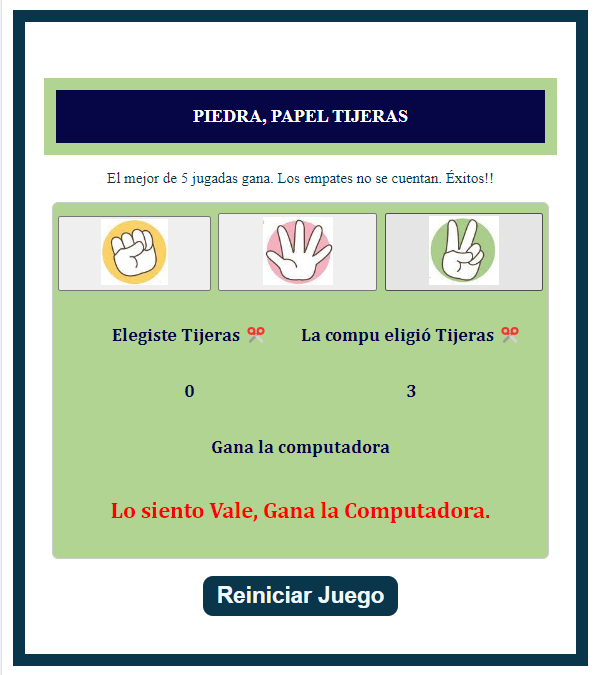 PIEDRA, PAPEL TIJERAS
El mejor de 5 jugadas gana. Los empates no se cuentan. Éxitos!!
Elegiste Tijeras ✂ La compu eligió Tijeras ✂
0 3
Gana la computadora
Lo siento Vale, Gana la Computadora.
Reiniciar Juego